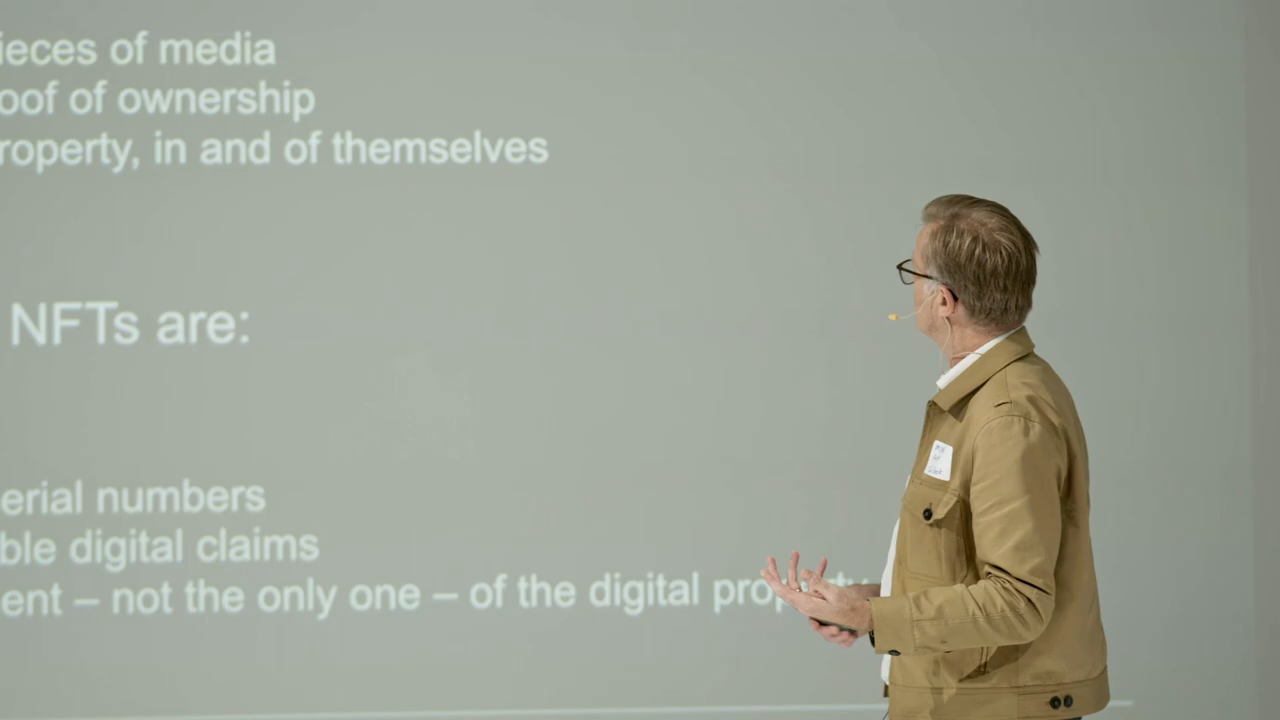 ieces of media
oof of ownership
roperty, in and of themselves
NFTs are:
erial numbers
ble digital claims
ent – not the only one – of the digital property